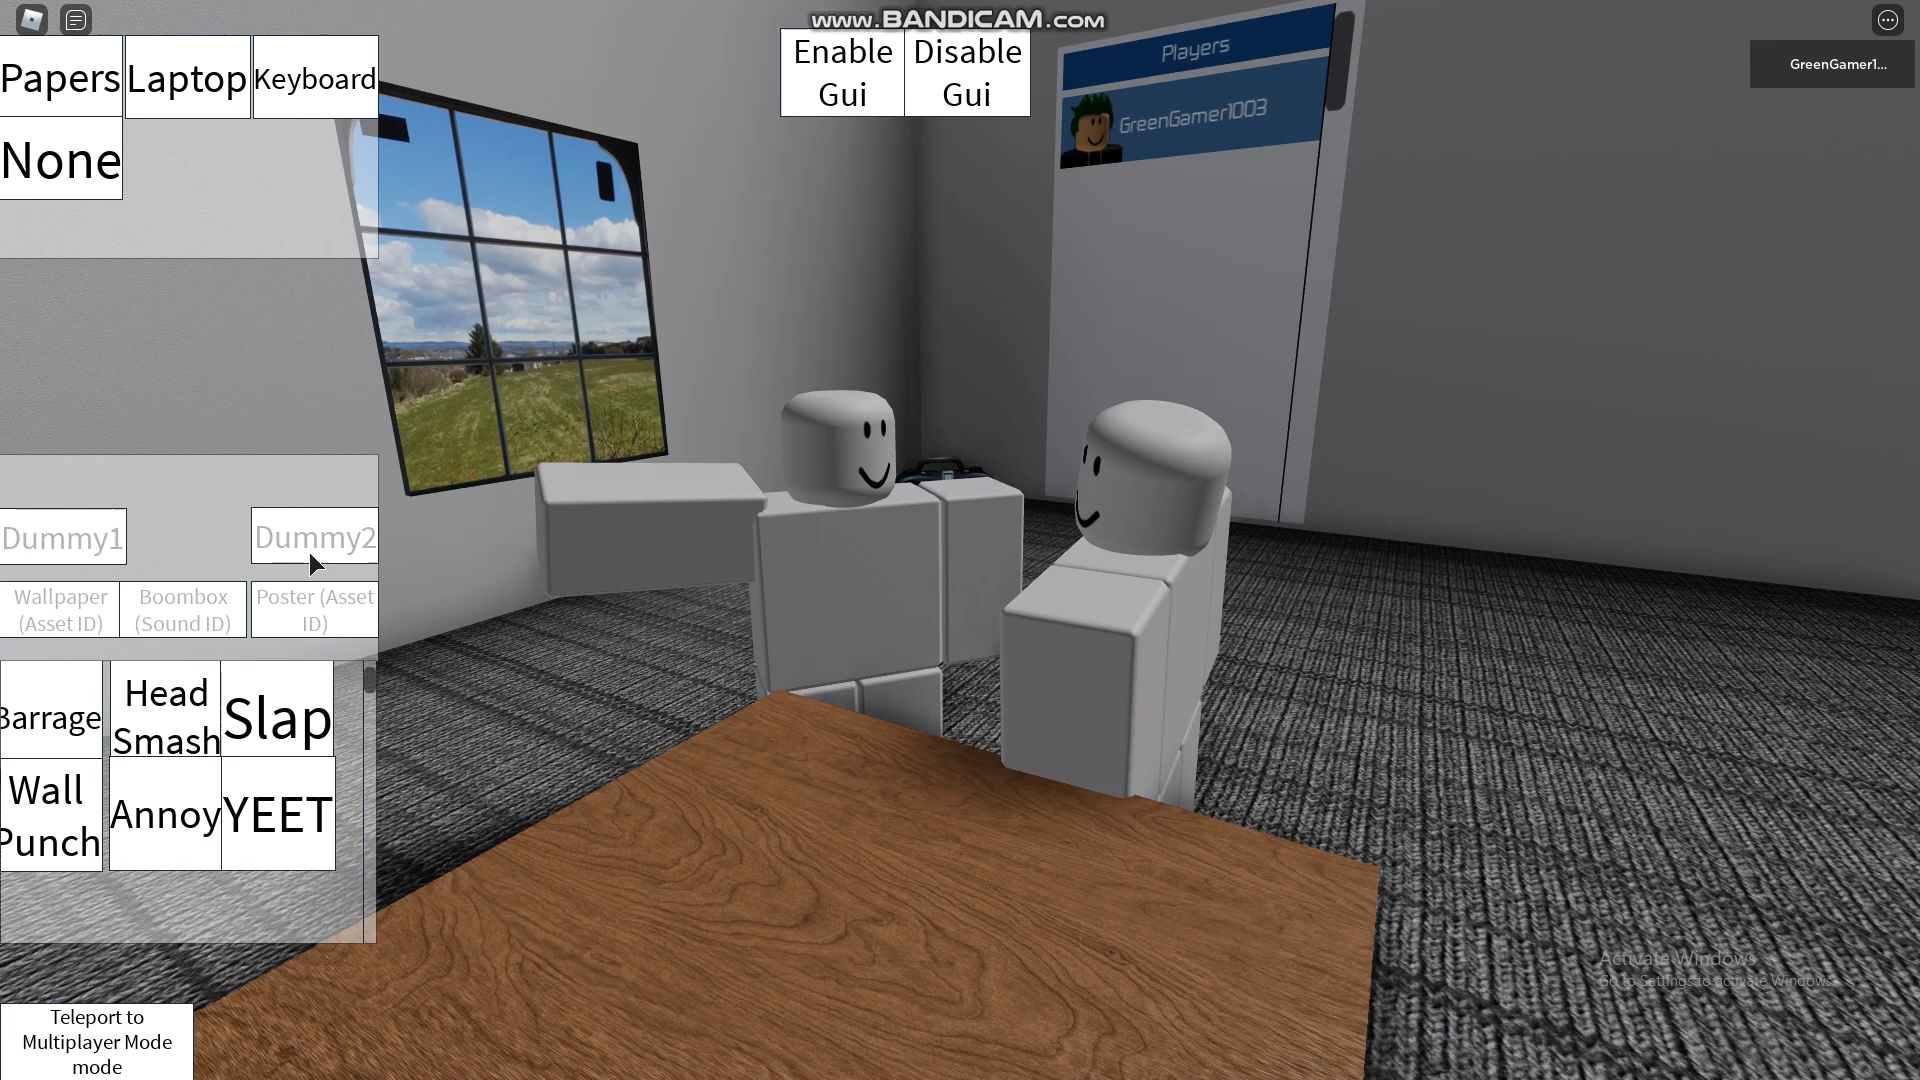 www.BANDICAM.com
Papers
Laptop
Keyboard
None
Enable
Gui
Disable
Gui
Players
GreenGamer1003
GreenGamer1...
Dummy1
Dummy2
Wallpaper
(Asset ID)
Boombox
(Sound ID)
Poster (Asset
ID)
Barrage
Head
Smash
Slap
Wall
Punch
Annoy
YEET
Teleport to
Multiplayer Mode
mode
Activate Windows
Go to Settings to activate Windows.